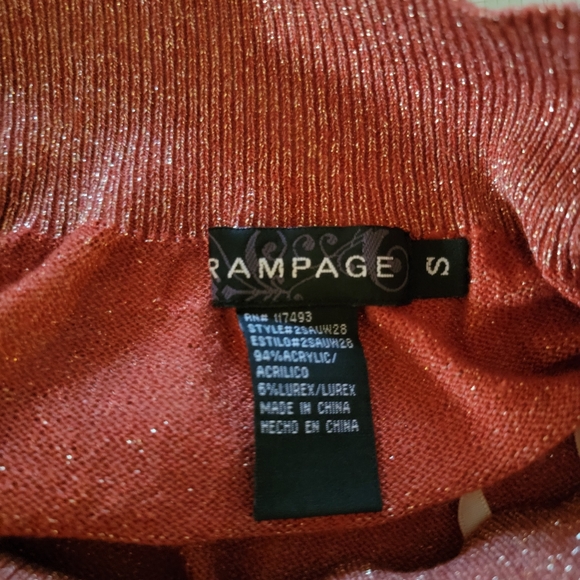 RAMPAGE S
RN# 117493
STYLE#2SAUW28
ESTILO#2SAUW28
94%ACRYLIC/
ACRILICO
6%LUREX/LUREX
MADE IN CHINA
HECHO EN CHINA